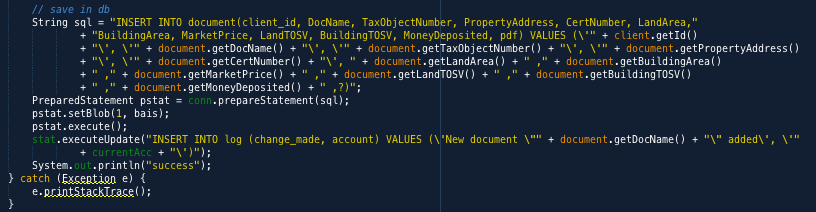 // save in db
String sql = "INSERT INTO document(client_id, DocName, TaxObjectNumber, PropertyAddress, CertNumber, LandArea,"
+ "BuildingArea, MarketPrice, LandTOSV, BuildingTOSV, MoneyDeposited, pdf) VALUES (\'" + client.getId()
+ "\', \'" + document.getDocName() + "\', \'" + document.getTaxObjectNumber() + "\', \'" + document.getPropertyAddress()
+ "\', \'" + document.getCertNumber() + "\', " + document.getLandArea() + " ," + document.getBuildingArea()
+ " ," + document.getMarketPrice() + " ," + document.getLandTOSV() + " ," + document.getBuildingTOSV()
+ " ," + document.getMoneyDeposited() + " ,?)";
PreparedStatement pstat = conn.prepareStatement(sql);
pstat.setBlob(1, bais);
pstat.execute();
stat.executeUpdate("INSERT INTO log (change_made, account) VALUES (\'New document \"" + document.getDocName() + "\" added\', \'"
+ currentAcc + "\')");
System.out.println("success");
} catch (Exception e) {
e.printStackTrace();
}